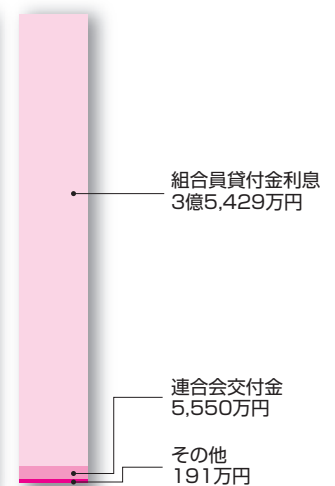 組合員貸付金利息
3億5,429万円
連合会交付金
5,550万円
その他
191万円